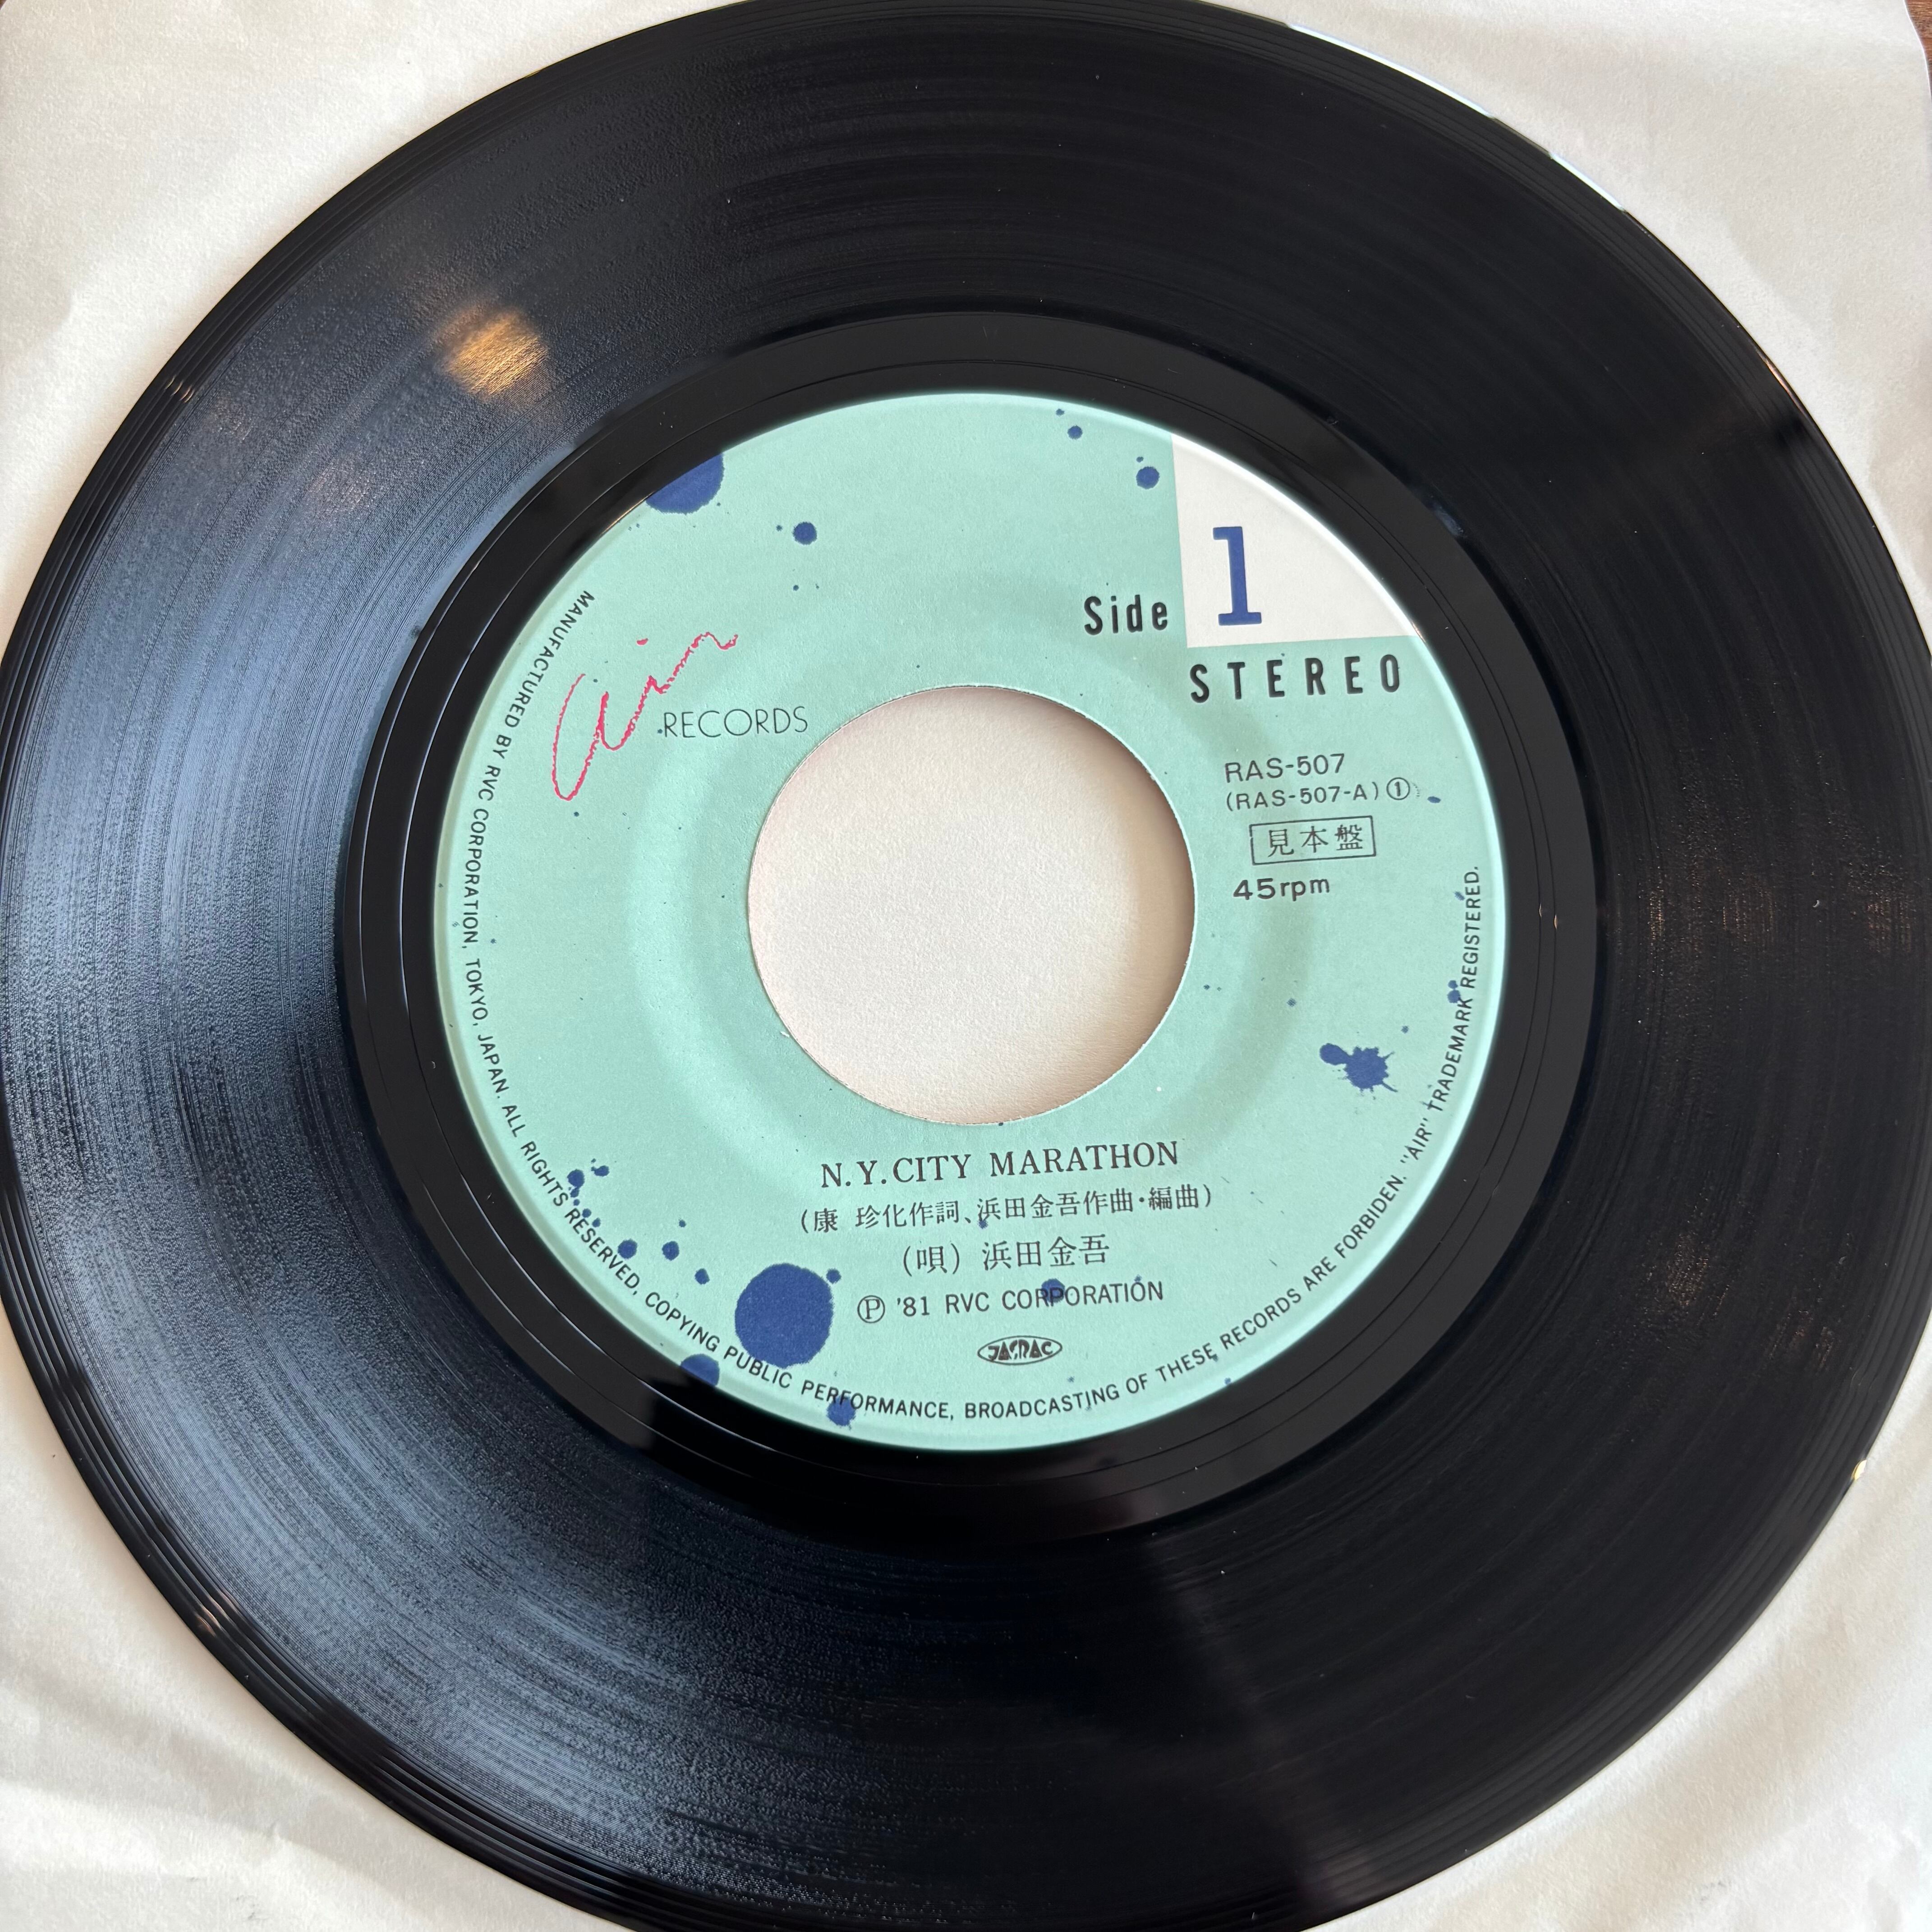 Side 1
STEREO
air RECORDS
RAS-507
(RAS-507-A)①
見本盤
45rpm
N.Y.CITY MARATHON
(康 珍化作詞、浜田金吾作曲・編曲)
(唄) 浜田金吾
Ⓟ '81 RVC CORPORATION
JASRAC
MANUFACTURED BY RVC CORPORATION, TOKYO, JAPAN. ALL RIGHTS RESERVED, COPYING PUBLIC PERFORMANCE, BROADCASTING OF THESE RECORDS ARE FORBIDDEN. "AIR" TRADEMARK REGISTERED.